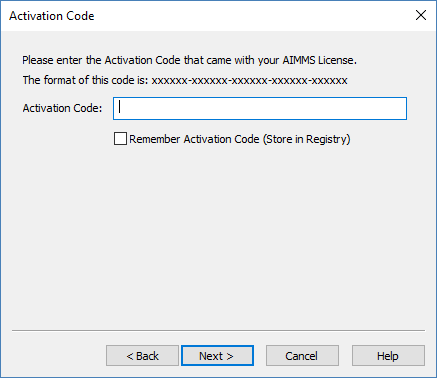 Activation Code
Please enter the Activation Code that came with your AIMMS License.
The format of this code is: xxxxxx-xxxxxx-xxxxxx-xxxxxx-xxxxxx
Activation Code:
Remember Activation Code (Store in Registry)
< Back Next > Cancel Help